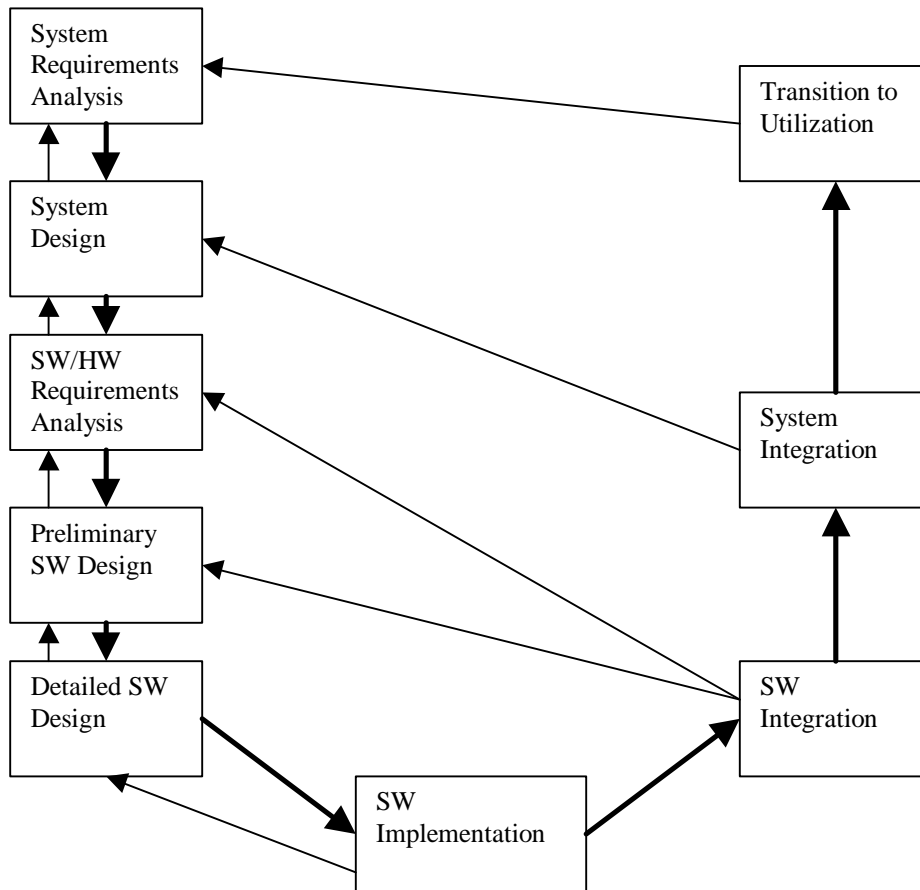 System
Requirements
Analysis
Transition to
Utilization
System
Design
SW/HW
Requirements
Analysis
System
Integration
Preliminary
SW Design
Detailed SW
Design
SW
Integration
SW
Implementation